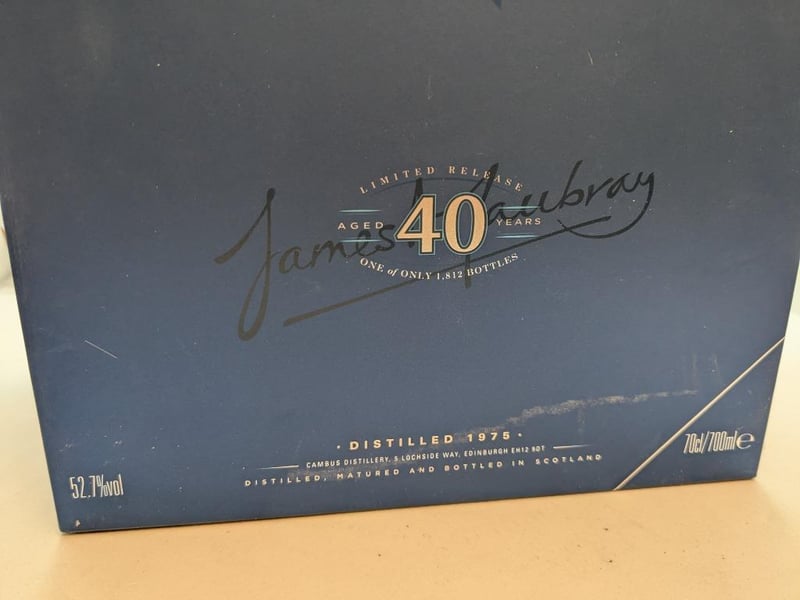 LIMITED RELEASE
AGED 40 YEARS
ONE of ONLY 1,812 BOTTLES
James
DISTILLED 1975
CAMBUS DISTILLERY, 5 LOCHSIDE WAY, EDINBURGH EH12 9DT
DISTILLED, MATURED AND BOTTLED IN SCOTLAND
52.7%vol
70cl/700ml℮